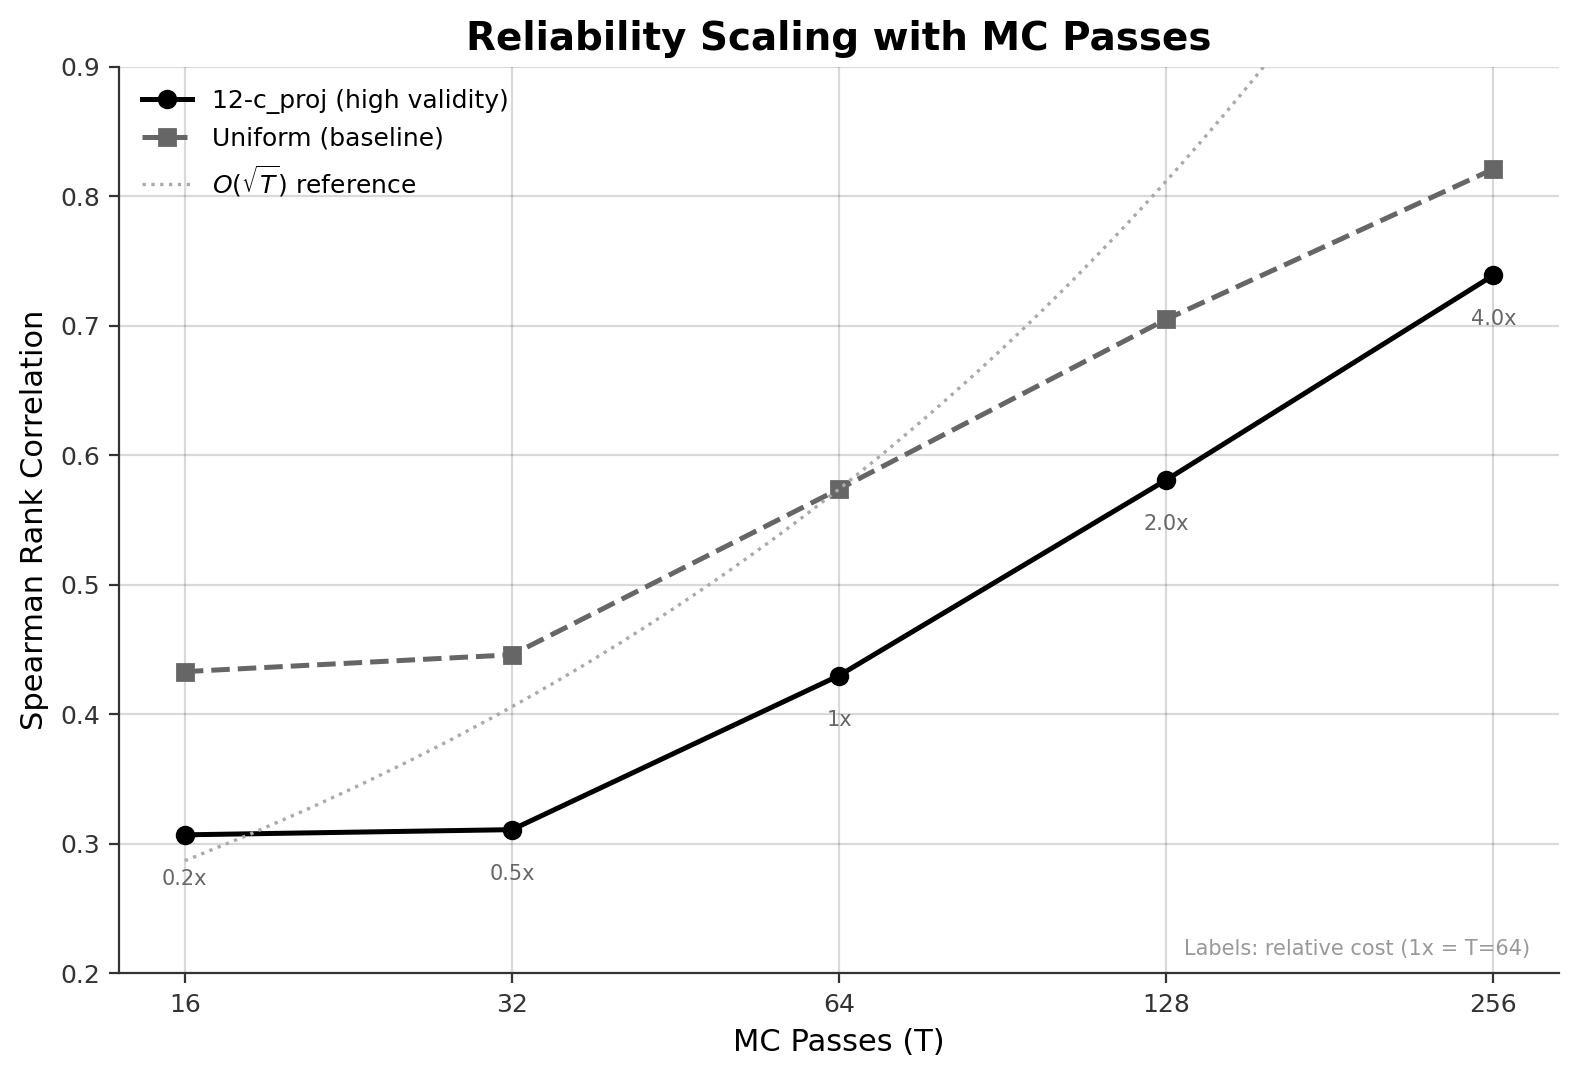 Reliability Scaling with MC Passes
12-c_proj (high validity)
Uniform (baseline)
O(√T) reference
Spearman Rank Correlation
0.9
0.8
0.7
0.6
0.5
0.4
0.3
0.2
0.2x
0.5x
1x
2.0x
4.0x
Labels: relative cost (1x = T=64)
16
32
64
128
256
MC Passes (T)